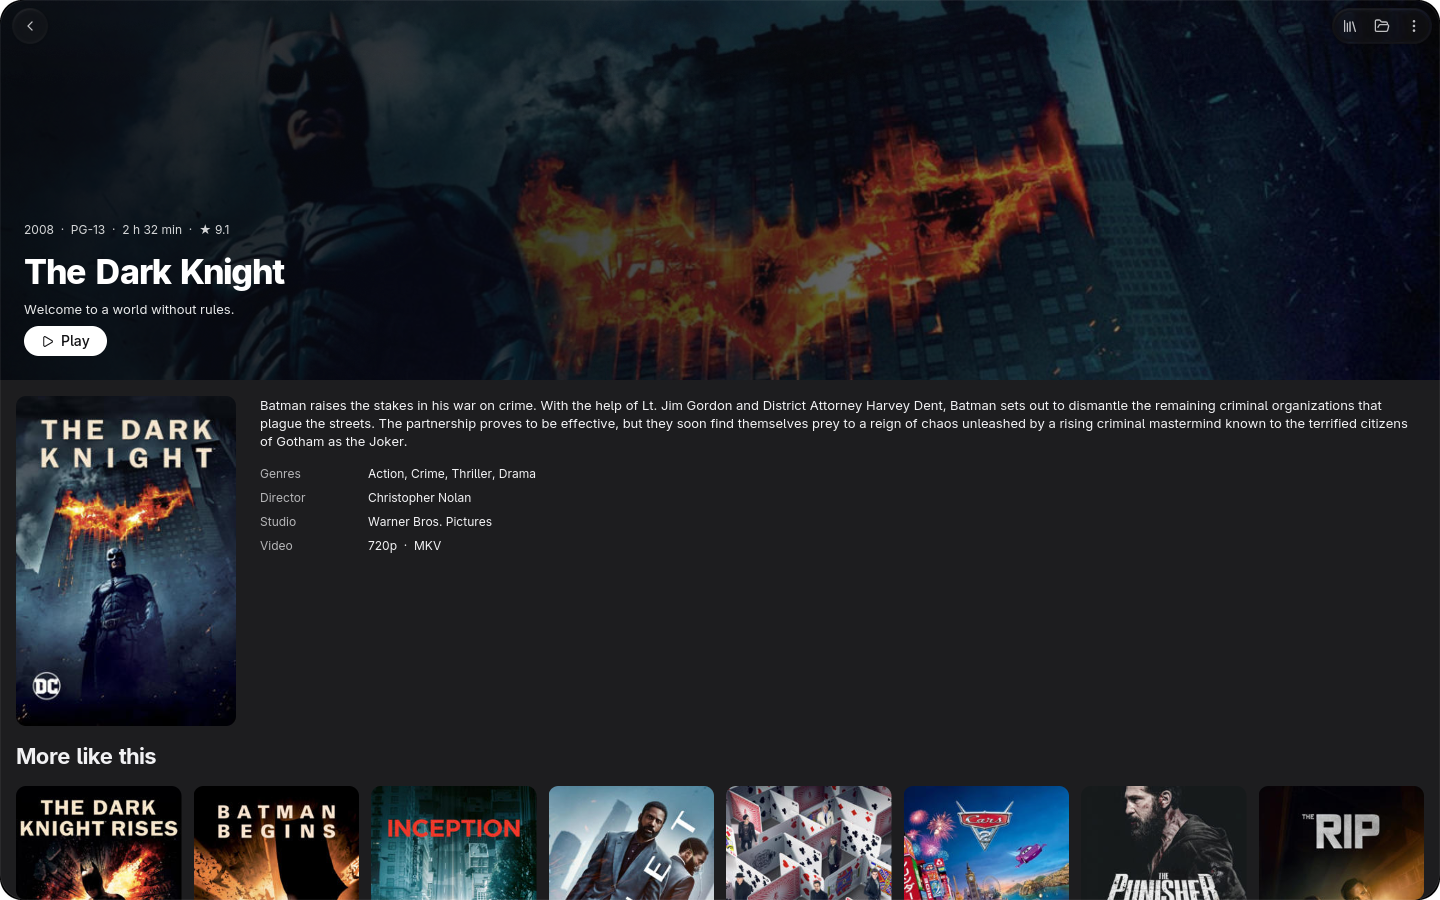 2008 · PG-13 · 2 h 32 min · ★ 9.1
The Dark Knight
Welcome to a world without rules.
Play
THE DARK
KNIGHT
DC
Batman raises the stakes in his war on crime. With the help of Lt. Jim Gordon and District Attorney Harvey Dent, Batman sets out to dismantle the remaining criminal organizations that
plague the streets. The partnership proves to be effective, but they soon find themselves prey to a reign of chaos unleashed by a rising criminal mastermind known to the terrified citizens
of Gotham as the Joker.
Genres Action, Crime, Thriller, Drama
Director Christopher Nolan
Studio Warner Bros. Pictures
Video 720p · MKV
More like this
THE DARK
KNIGHT RISES
BATMAN
BEGINS
INCEPTION
Cars
2
THE
PUNISHER
THE RIP